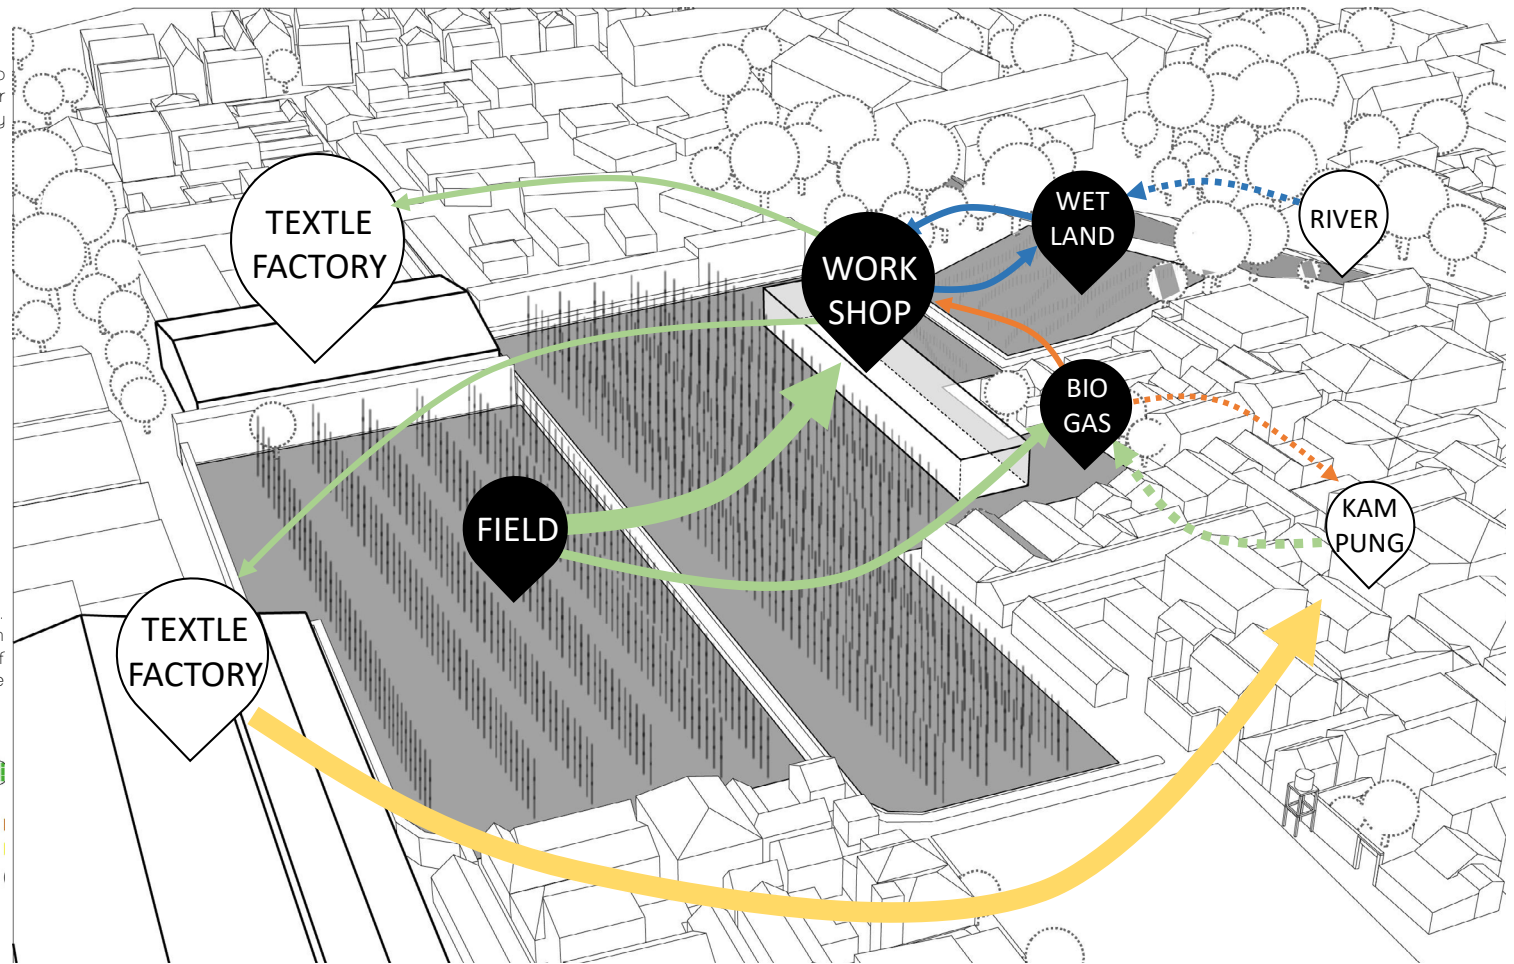 TEXTLE
FACTORY
WORK
SHOP
WET
LAND
RIVER
BIO
GAS
FIELD
KAM
PUNG
TEXTLE
FACTORY